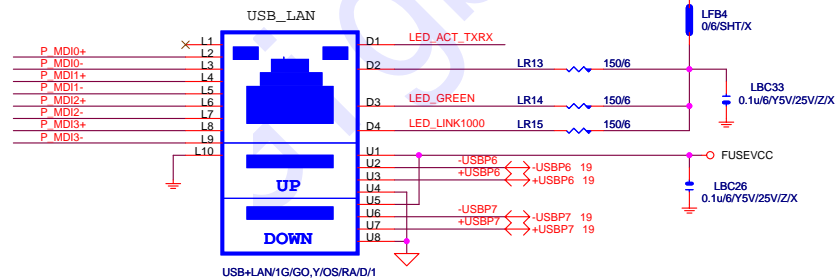 USB_LAN
LFB4
0/6/SHT/X
L1
D1
LED_ACT_TXRX
P_MDI0+
L2
P_MDI0-
L3
D2
LR13
150/6
P_MDI1+
L4
P_MDI1-
L5
LBC33
0.1u/6/Y5V/25V/Z/X
P_MDI2+
L6
D3
LED_GREEN
LR14
150/6
P_MDI2-
L7
P_MDI3+
L8
D4
LED_LINK1000
LR15
150/6
P_MDI3-
L9
L10
U1
FUSEVCC
U2
-USBP6
-USBP6 19
UP
U3
+USBP6
+USBP6 19
U4
LBC26
0.1u/6/Y5V/25V/Z/X
U5
U6
-USBP7
-USBP7 19
DOWN
U7
+USBP7
+USBP7 19
U8
USB+LAN/1G/GO,Y/OS/RA/D/1